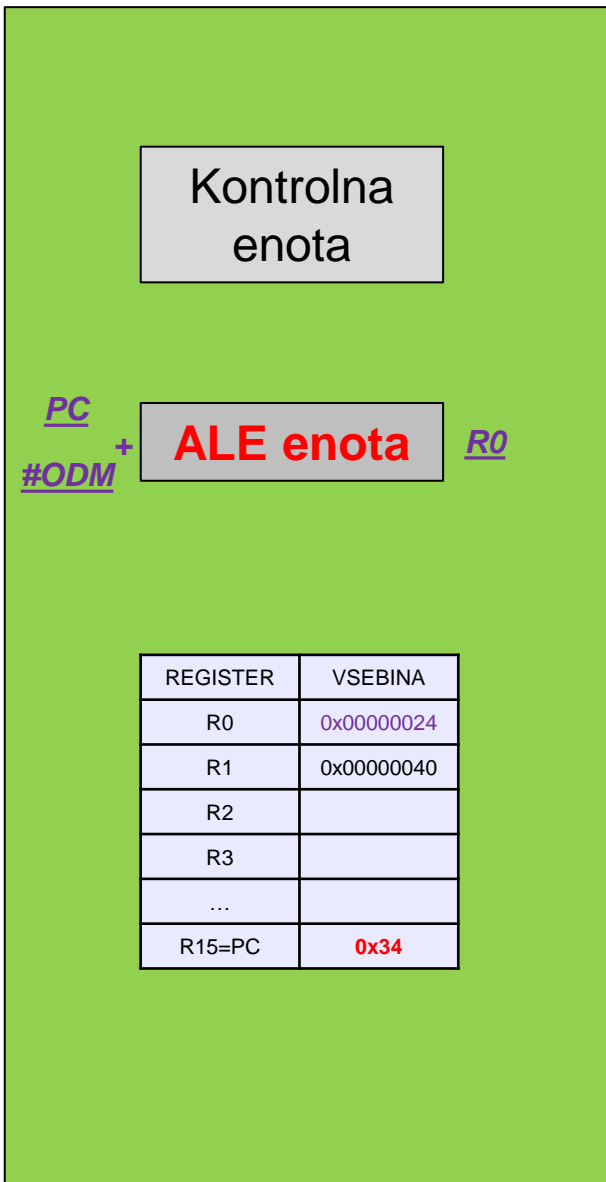 Kontrolna
enota
PC
+
#ODM
ALE enota
R0
REGISTER VSEBINA
R0 0x00000024
R1 0x00000040
R2
R3
…
R15=PC 0x34